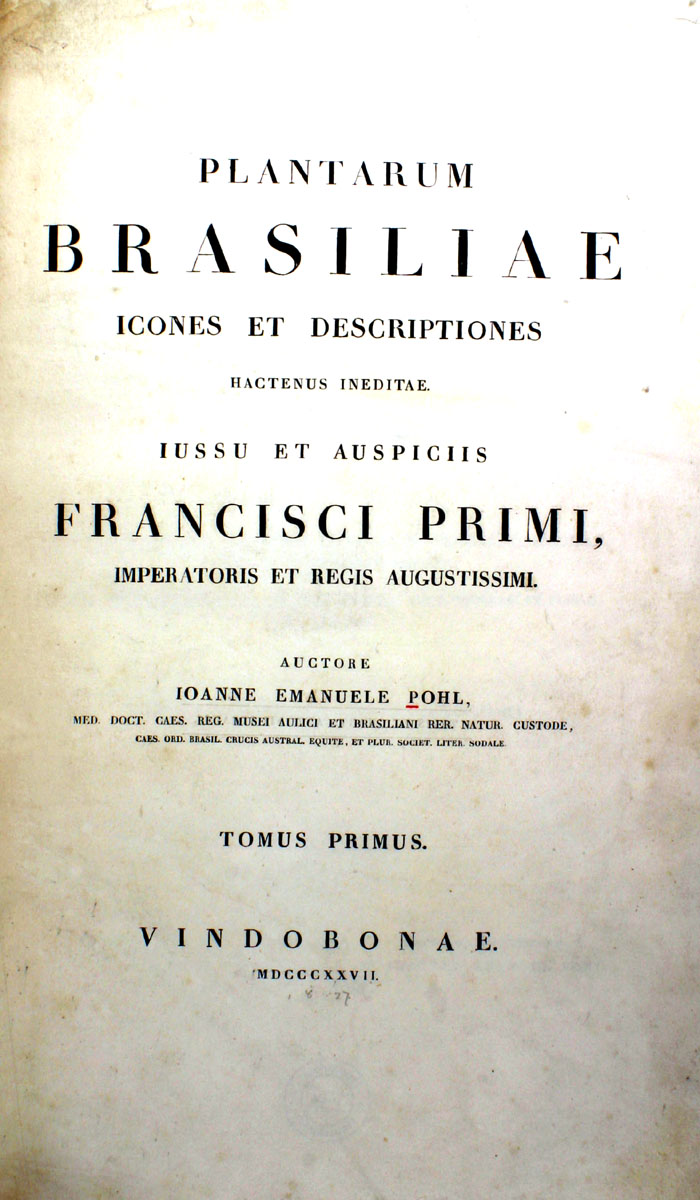 PLANTARUM
BRASILIAE
ICONES ET DESCRIPTIONES
HACTENUS INEDITAE.
IUSSU ET AUSPICIIS
FRANCISCI PRIMI,
IMPERATORIS ET REGIS AUGUSTISSIMI.
AUCTORE
IOANNE EMANUELE POHL,
MED. DOCT. CAES. REG. MUSEI AULICI ET BRASILIANI RER. NATUR. CUSTODE,
CAES. ORD. BRASIL. CRUCIS AUSTRAL. EQUITE, ET PLUR. SOCIET. LITER. SODALE.
TOMUS PRIMUS.
VINDOBONAE.
MDCCCXXVII.